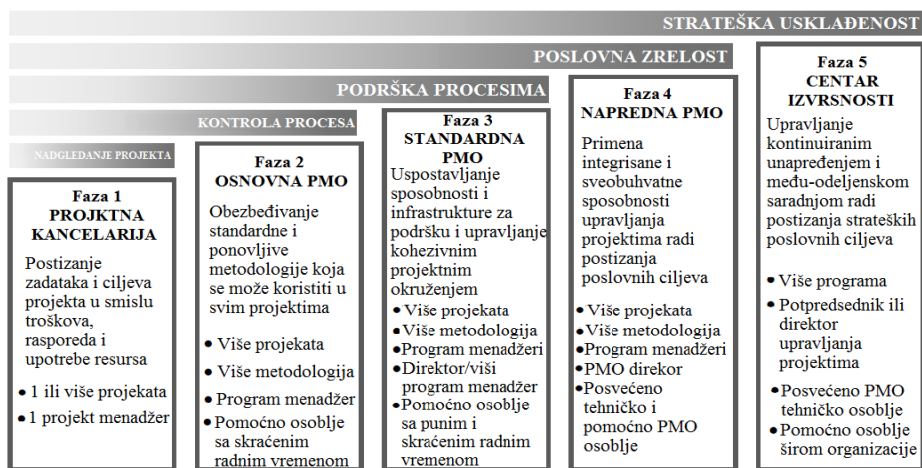 STRATEŠKA USKLAĐENOST
POSLOVNA ZRELOST
PODRŠKA PROCESIMA
KONTROLA PROCESA
NADGLEDANJE PROJEKTA
Faza 1
PROJKTNA
KANCELARIJA
Postizanje
zadataka i ciljeva
projekta u smislu
troškova,
rasporeda i
upotrebe resursa
• 1 ili više projekata
• 1 projekt menadžer
Faza 2
OSNOVNA PMO
Obezbeđivanje
standardne i
ponovljive
metodologije koja
se može koristiti u
svim projektima
• Više projekata
• Više metodologija
• Program menadžer
• Pomoćno osoblje
sa skraćenim
radnim vremenom
Faza 3
STANDARDNA
PMO
Uspostavljanje
sposobnosti i
infrastrukture za
podršku i upravljanje
kohezivnim
projektnim
okruženjem
• Više projekata
• Više metodologija
• Program menadžeri
• Direktor/viši
program menadžer
• Pomoćno osoblje
sa punim i
skraćenim radnim
vremenom
Faza 4
NAPREDNA PMO
Primena
integrisane i
sveobuhvatne
sposobnosti
upravljanja
projektima radi
postizanja
poslovnih ciljeva
• Više projekata
• Više metodologija
• Program menadžeri
• PMO direkor
• Posvećeno
tehničko i
pomoćno PMO
osoblje
Faza 5
CENTAR
IZVRSNOSTI
Upravljanje
kontinuiranim
unapređenjem i
među-odeljenskom
saradnjom radi
postizanja strateških
poslovnih ciljeva
• Više programa
• Potpredsednik ili
direktor
upravljanja
projektima
• Posvećeno PMO
tehničko osoblje
• Pomoćno osoblje
širom organizacije